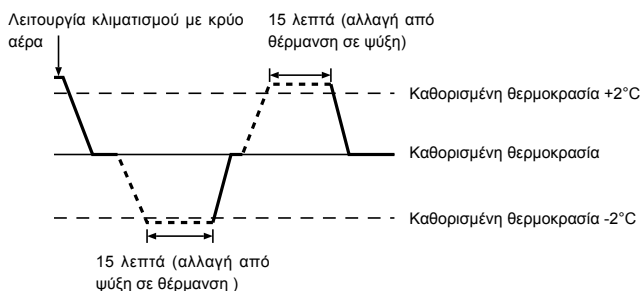 Λειτουργία κλιματισμού με κρύο
αέρα
15 λεπτά (αλλαγή από
θέρμανση σε ψύξη)
Καθορισμένη θερμοκρασία +2°C
Καθορισμένη θερμοκρασία
Καθορισμένη θερμοκρασία -2°C
15 λεπτά (αλλαγή από
ψύξη σε θέρμανση )